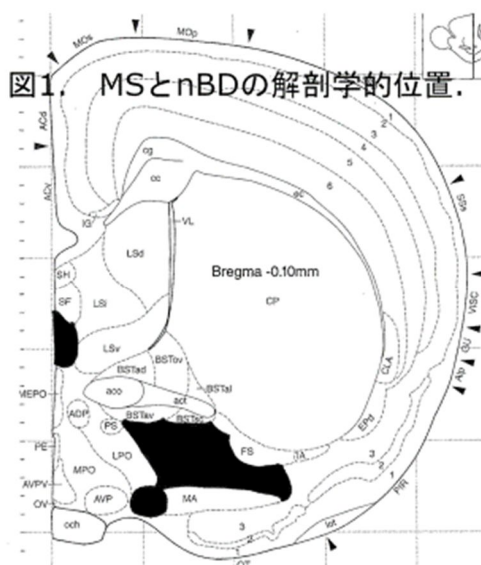 MOs
MOp
図1. MSとnBDの解剖学的位置.
ACd
ACv
1
2
3
4
5
6
cg
cc
ec
IG
VL
LSd
SSs
SH
SF
LSi
Bregma -0.10mm
CP
VISC
GU
LSv
BSTov
BSTad
CLA
AIp
MEPO
aco
act
BSTal
ADP
BSTav
PS
EPd
PE
LPO
FS
IA
MPO
3
2
1
AVPV
PIR
OV
AVP
MA
och
3
2
lot
OT